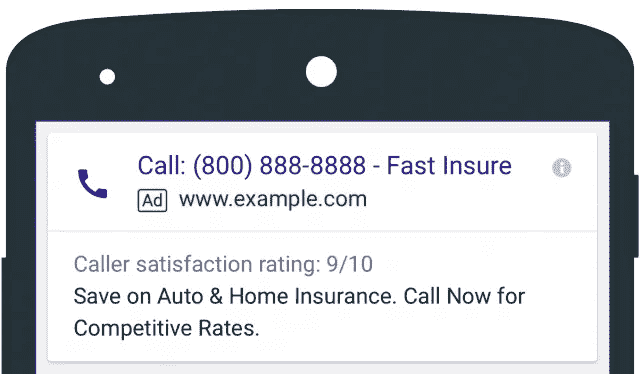 Call: (800) 888-8888 - Fast Insure
Ad www.example.com
Caller satisfaction rating: 9/10
Save on Auto & Home Insurance. Call Now for
Competitive Rates.